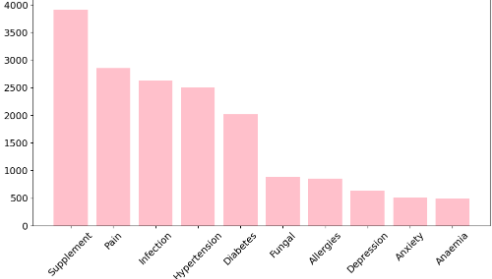 4000
3500
3000
2500
2000
1500
1000
500
0
Supplement
Pain
Infection
Hypertension
Diabetes
Fungal
Allergies
Depression
Anxiety
Anaemia